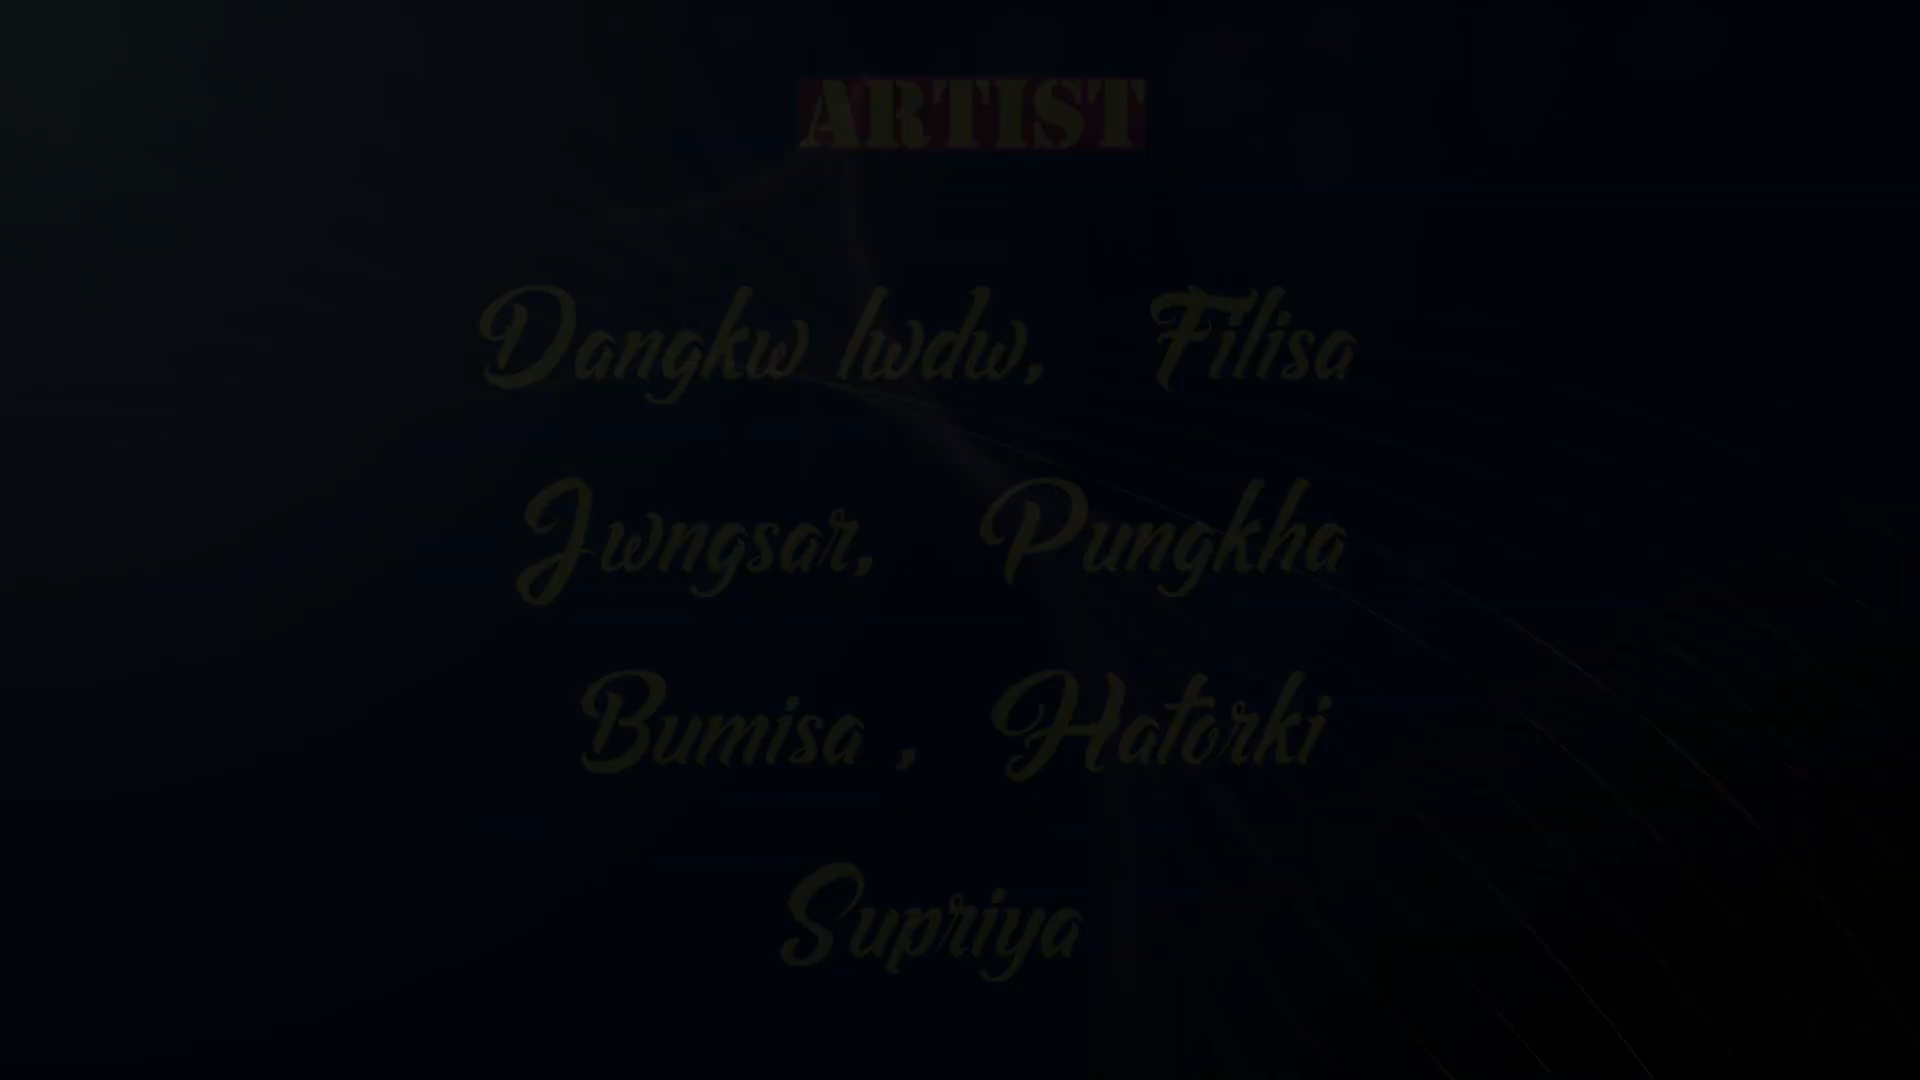 ARTIST
Dangkw lwdw, Filisa
Jwngsar, Pungkha
Bumisa , Hatorki
Supriya